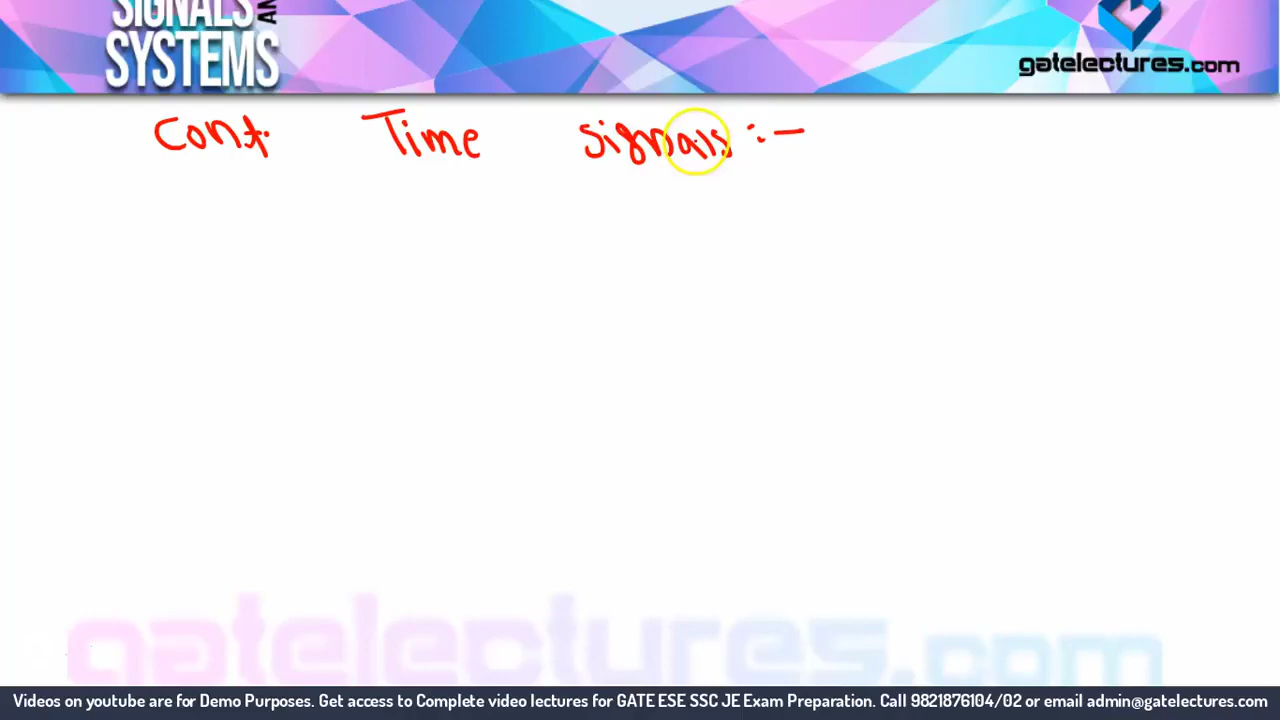 SIGNALS AND
SYSTEMS
gatelectures.com
Cont. Time Signals :-
gatelectures.com
Videos on youtube are for Demo Purposes. Get access to Complete video lectures for GATE ESE SSC JE Exam Preparation. Call 9821876104/02 or email admin@gatelectures.com